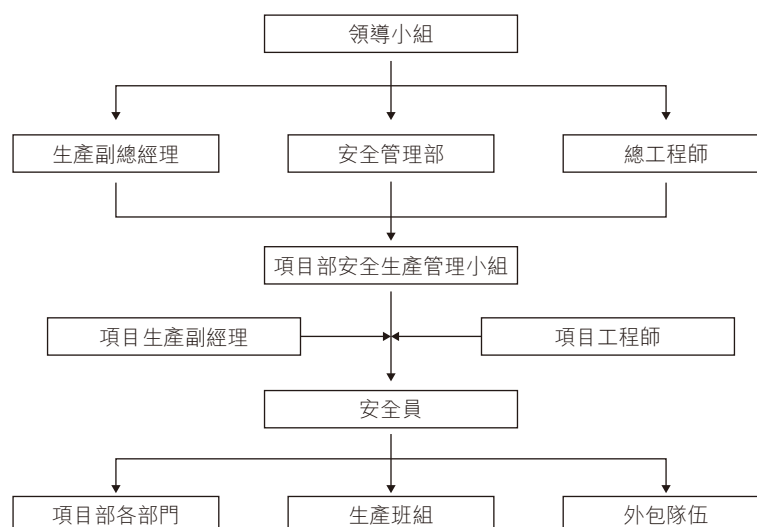 領導小組
生產副總經理
安全管理部
總工程師
項目部安全生產管理小組
項目生產副經理
項目工程師
安全員
項目部各部門
生產班組
外包隊伍